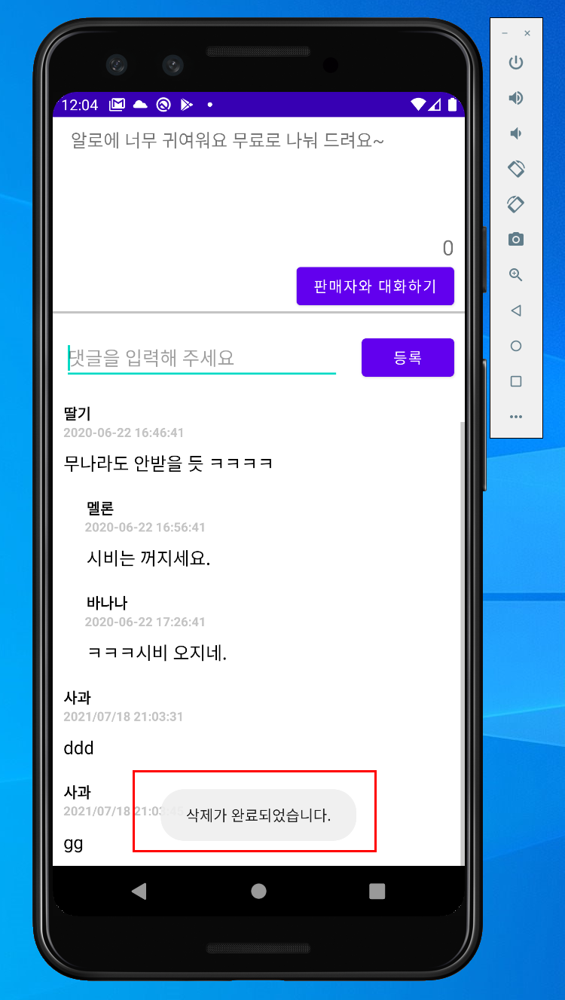 12:04
알로에 너무 귀여워요 무료로 나눠 드려요~
0
판매자와 대화하기
댓글을 입력해 주세요
등록
딸기
2020-06-22 16:46:41
무나라도 안받을 듯 ㅋㅋㅋㅋ
멜론
2020-06-22 16:56:41
시비는 꺼지세요.
바나나
2020-06-22 17:26:41
ㅋㅋㅋ시비 오지네.
사과
2021/07/18 21:03:31
ddd
사과
2021/07/18 21:03:45
삭제가 완료되었습니다.
gg